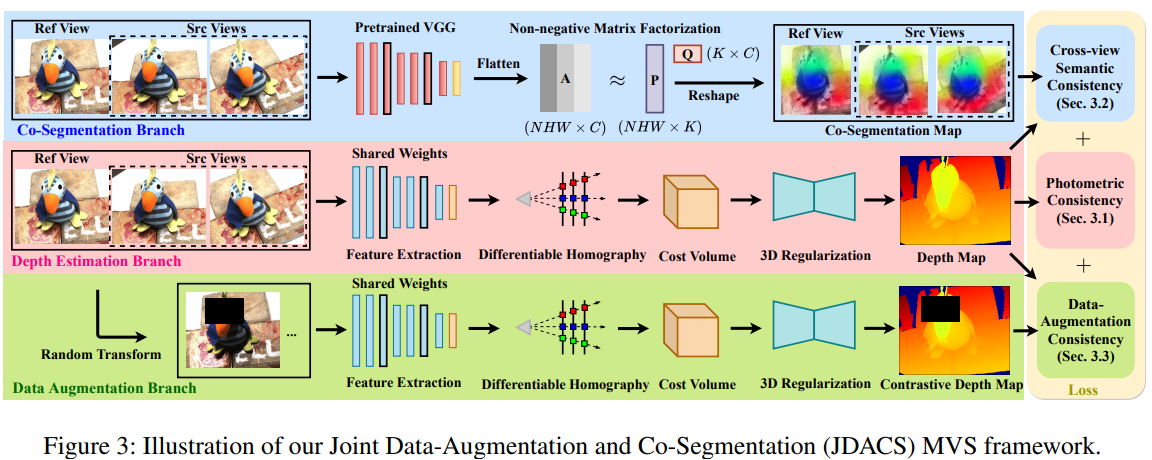 Ref View
Src Views
Co-Segmentation Branch
Pretrained VGG
Flatten
Non-negative Matrix Factorization
A
≈
P
Q
(K × C)
Reshape
(NHW × C)
(NHW × K)
Ref View
Src Views
Co-Segmentation Map
Cross-view
Semantic
Consistency
(Sec. 3.2)
+
Ref View
Src Views
Depth Estimation Branch
Shared Weights
Feature Extraction
Differentiable Homography
Cost Volume
3D Regularization
Depth Map
Photometric
Consistency
(Sec. 3.1)
+
Random Transform
...
Data Augmentation Branch
Shared Weights
Feature Extraction
Differentiable Homography
Cost Volume
3D Regularization
Contrastive Depth Map
Data-
Augmentation
Consistency
(Sec. 3.3)
Loss
Figure 3: Illustration of our Joint Data-Augmentation and Co-Segmentation (JDACS) MVS framework.